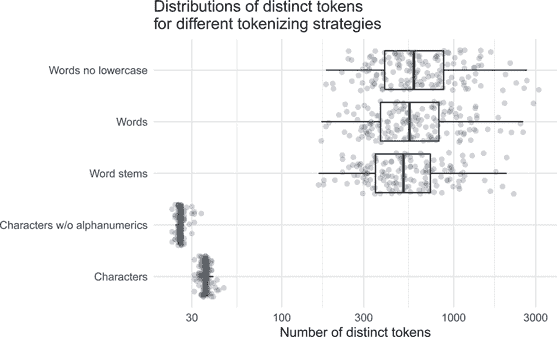 Distributions of distinct tokens
for different tokenizing strategies
Words no lowercase
Words
Word stems
Characters w/o alphanumerics
Characters
30 100 300 1000 3000
Number of distinct tokens